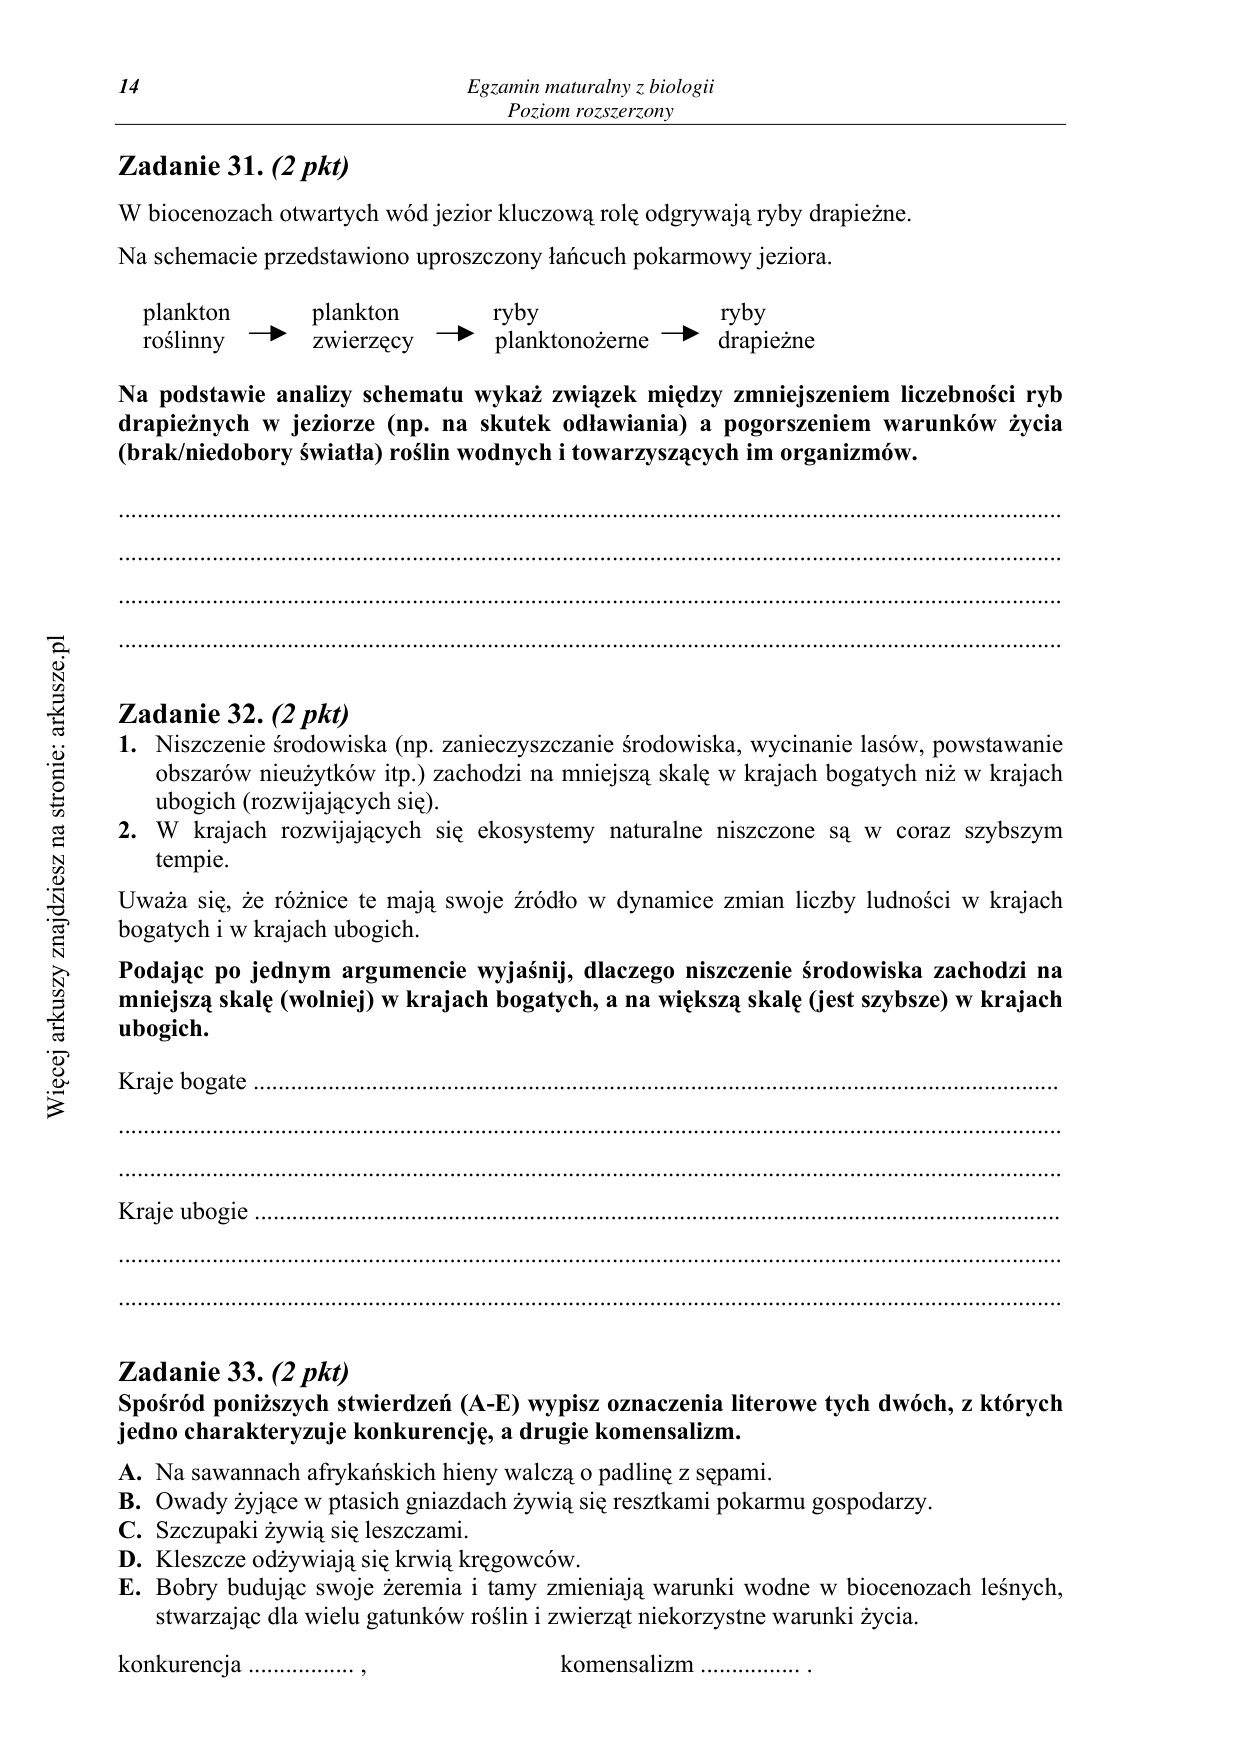 14
Egzamin maturalny z biologii
Poziom rozszerzony
Zadanie 31. (2 pkt)
W biocenozach otwartych wód jezior kluczową rolę odgrywają ryby drapieżne.
Na schemacie przedstawiono uproszczony łańcuch pokarmowy jeziora.
plankton roślinny → plankton zwierzęcy → ryby planktonożerne → ryby drapieżne
Na podstawie analizy schematu wykaż związek między zmniejszeniem liczebności ryb
drapieżnych w jeziorze (np. na skutek odławiania) a pogorszeniem warunków życia
(brak/niedobory światła) roślin wodnych i towarzyszących im organizmów.
Zadanie 32. (2 pkt)
1. Niszczenie środowiska (np. zanieczyszczanie środowiska, wycinanie lasów, powstawanie
obszarów nieużytków itp.) zachodzi na mniejszą skalę w krajach bogatych niż w krajach
ubogich (rozwijających się).
2. W krajach rozwijających się ekosystemy naturalne niszczone są w coraz szybszym
tempie.
Uważa się, że różnice te mają swoje źródło w dynamice zmian liczby ludności w krajach
bogatych i w krajach ubogich.
Podając po jednym argumencie wyjaśnij, dlaczego niszczenie środowiska zachodzi na
mniejszą skalę (wolniej) w krajach bogatych, a na większą skalę (jest szybsze) w krajach
ubogich.
Kraje bogate ................
Kraje ubogie ................
Zadanie 33. (2 pkt)
Spośród poniższych stwierdzeń (A-E) wypisz oznaczenia literowe tych dwóch, z których
jedno charakteryzuje konkurencję, a drugie komensalizm.
A. Na sawannach afrykańskich hieny walczą o padlinę z sępami.
B. Owady żyjące w ptasich gniazdach żywią się resztkami pokarmu gospodarzy.
C. Szczupaki żywią się leszczami.
D. Kleszcze odżywiają się krwią kręgowców.
E. Bobry budując swoje żeremia i tamy zmieniają warunki wodne w biocenozach leśnych,
stwarzając dla wielu gatunków roślin i zwierząt niekorzystne warunki życia.
konkurencja ................. , komensalizm ................ .
Więcej arkuszy znajdziesz na stronie: arkusze.pl